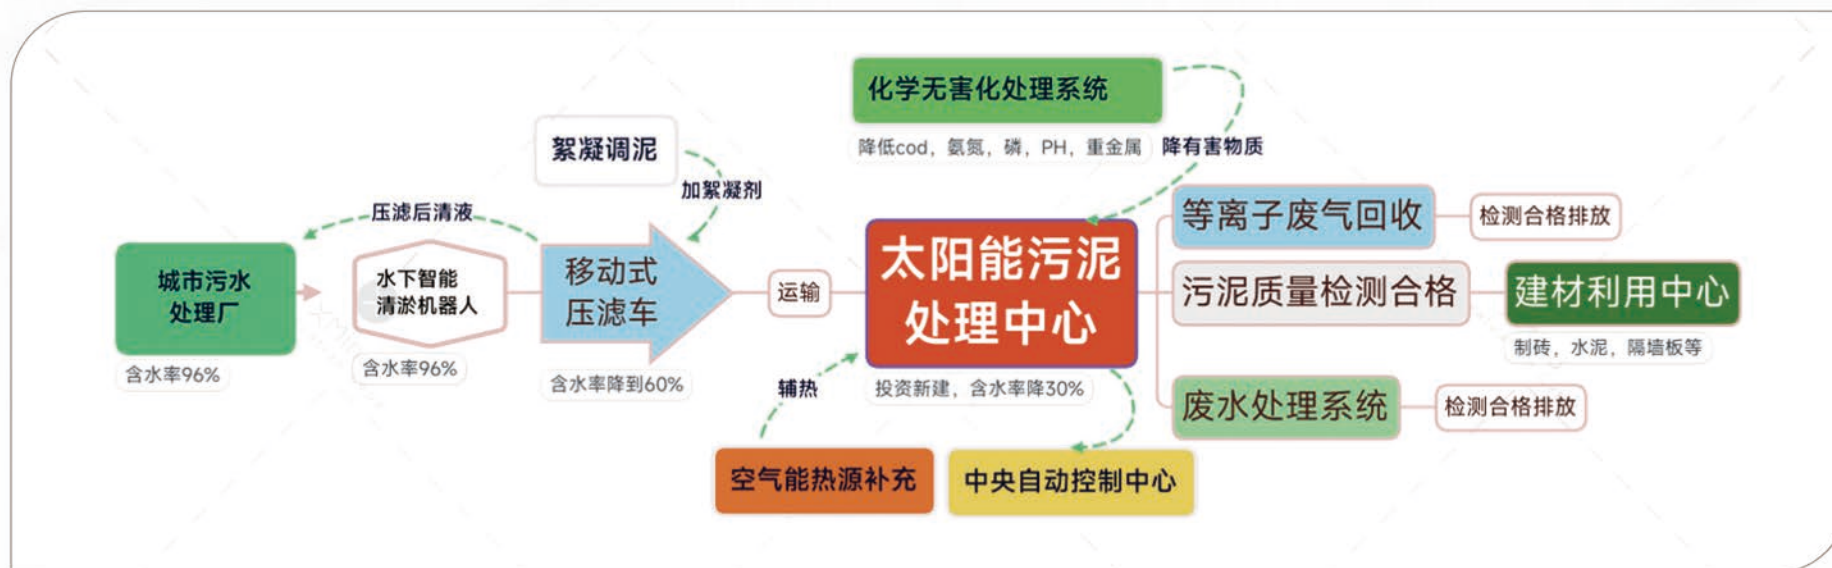 化学无害化处理系统
降低cod，氨氮，磷，PH，重金属
降有害物质
絮凝调泥
加絮凝剂
压滤后清液
城市污水
处理厂
含水率96%
水下智能
清淤机器人
含水率96%
移动式
压滤车
含水率降到60%
运输
太阳能污泥
处理中心
投资新建，含水率降30%
等离子废气回收
检测合格排放
污泥质量检测合格
建材利用中心
制砖，水泥，隔墙板等
废水处理系统
检测合格排放
辅热
空气能热源补充
中央自动控制中心